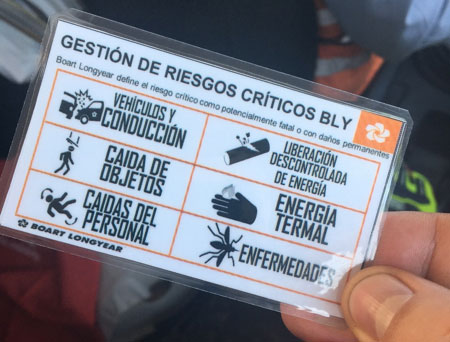 GESTIÓN DE RIESGOS CRÍTICOS BLY
Boart Longyear define el riesgo crítico como potencialmente fatal o con daños permanentes
VEHÍCULOS Y
CONDUCCIÓN
LIBERACIÓN
DESCONTROLADA
DE ENERGÍA
CAIDA DE
OBJETOS
ENERGÍA
TERMAL
CAIDAS DEL
PERSONAL
ENFERMEDADES
BOART LONGYEAR